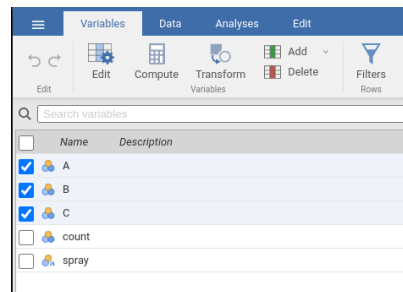 Variables Data Analyses Edit
Edit Compute Transform Add Delete Filters
Edit Variables Rows
Search variables
Name Description
A
B
C
count
a spray